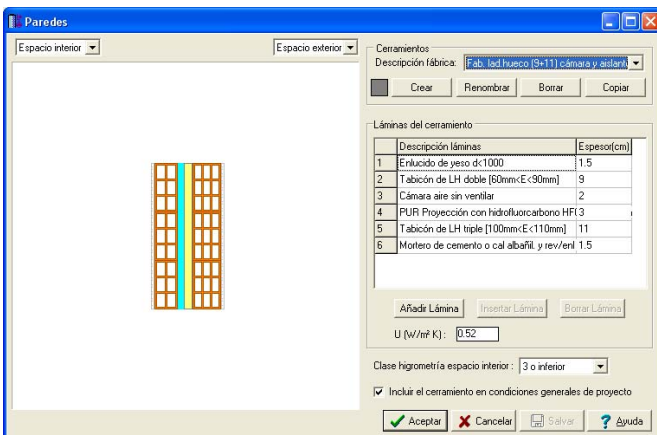 Paredes
Espacio interior
Espacio exterior
Cerramientos
Descripción fábrica:
Fab. lad.hueco (9+11) cámara y aislant
Crear
Renombrar
Borrar
Copiar
Láminas del cerramiento
Descripción láminas Espesor(cm)
1 Enlucido de yeso d<1000 1.5
2 Tabicón de LH doble [60mm<E<90mm] 9
3 Cámara aire sin ventilar 2
4 PUR Proyección con hidrofluorcarbono HF( 3
5 Tabicón de LH triple [100mm<E<110mm] 11
6 Mortero de cemento o cal albañil. y rev/enl 1.5
Añadir Lámina
Insertar Lámina
Borrar Lámina
U (W/m² K) : 0.52
Clase higrometría espacio interior : 3 o inferior
Incluir el cerramiento en condiciones generales de proyecto
Aceptar
Cancelar
Salvar
Ayuda